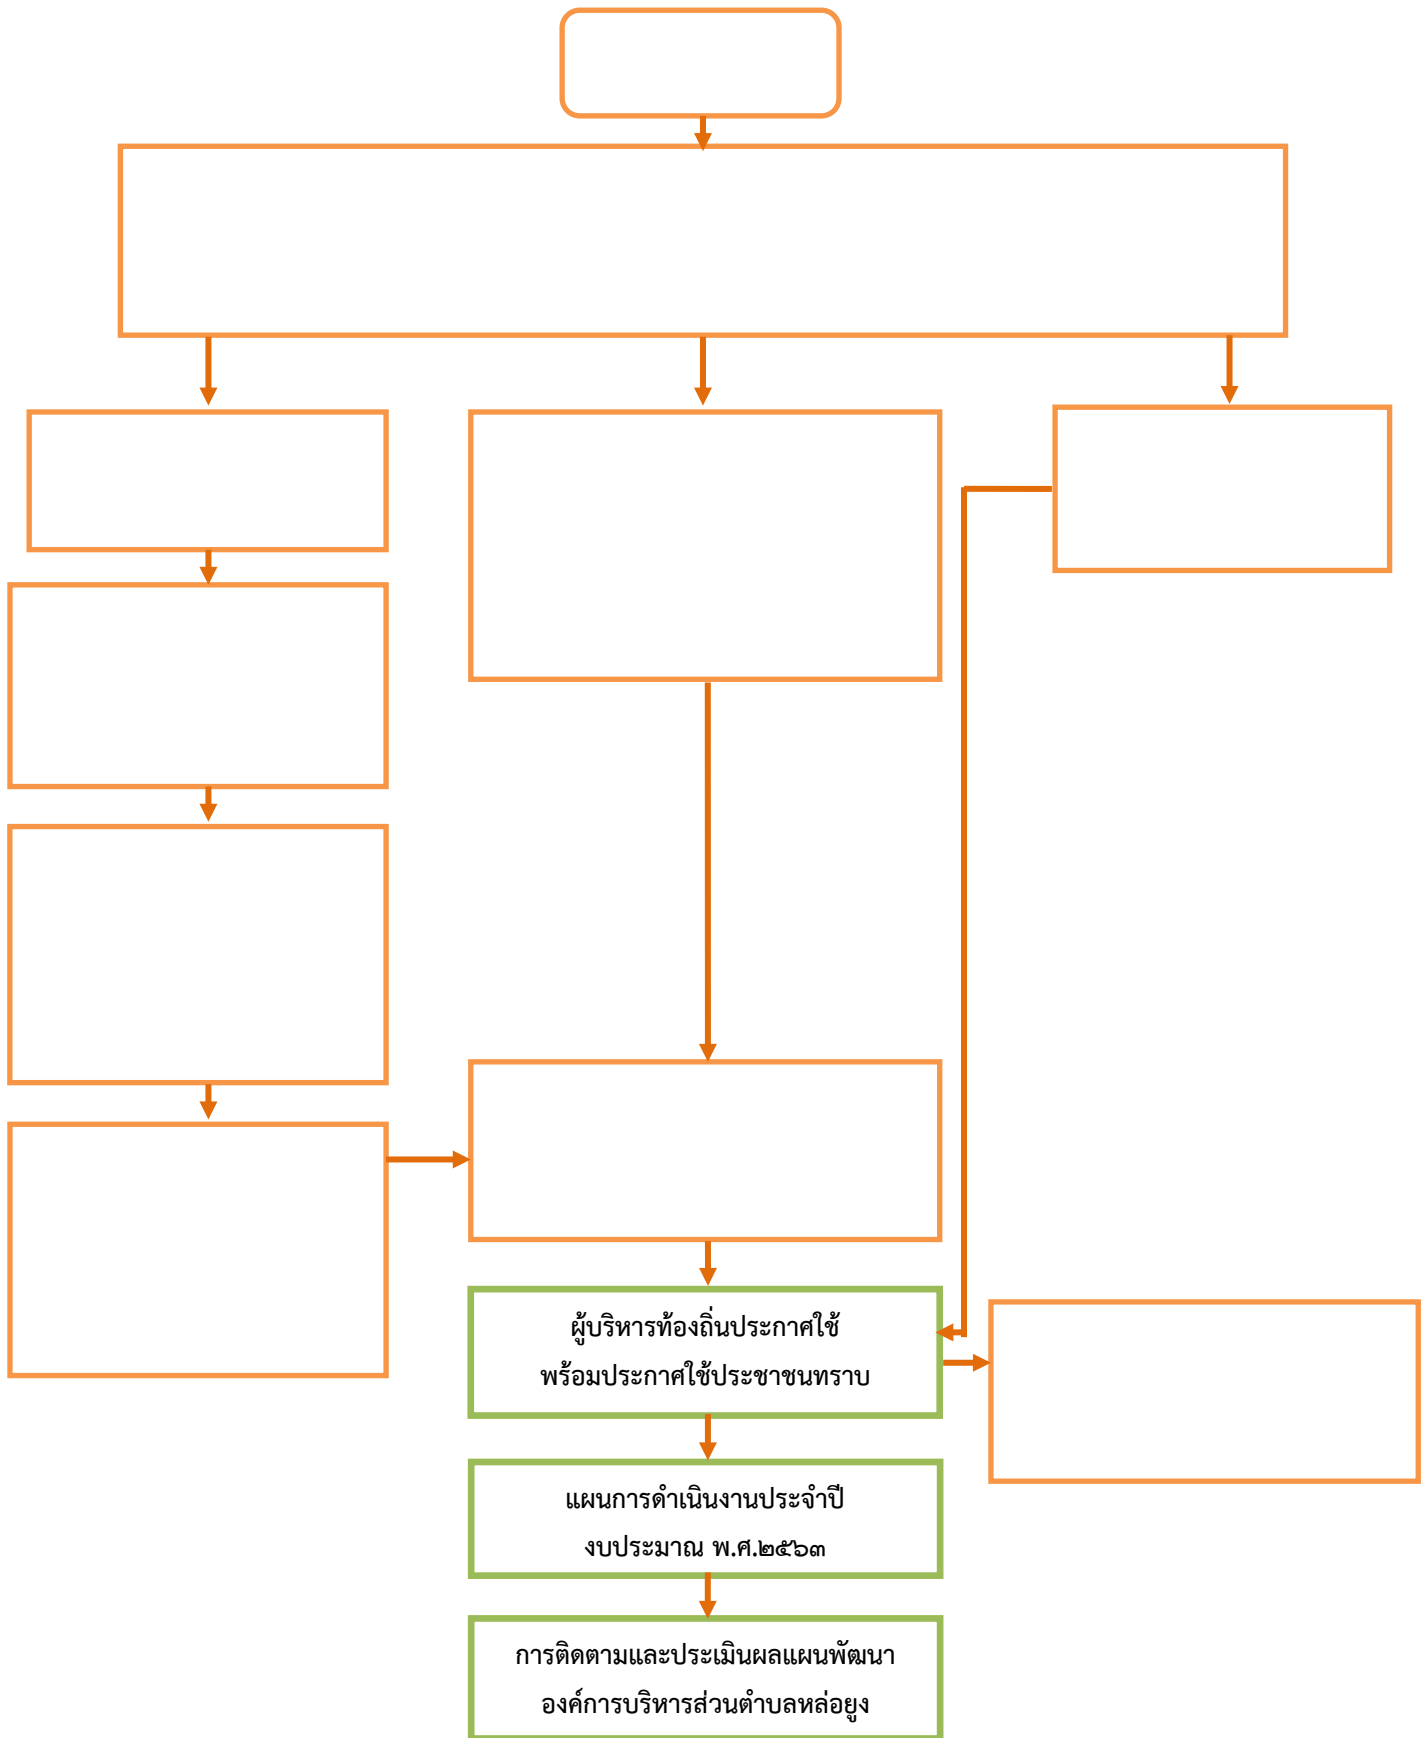 ผู้บริหารท้องถิ่นประกาศใช้
พร้อมประกาศใช้ประชาชนทราบ
แผนการดำเนินงานประจำปี
งบประมาณ พ.ศ.๒๕๖๓
การติดตามและประเมินผลแผนพัฒนา
องค์การบริหารส่วนตำบลหล่อยูง